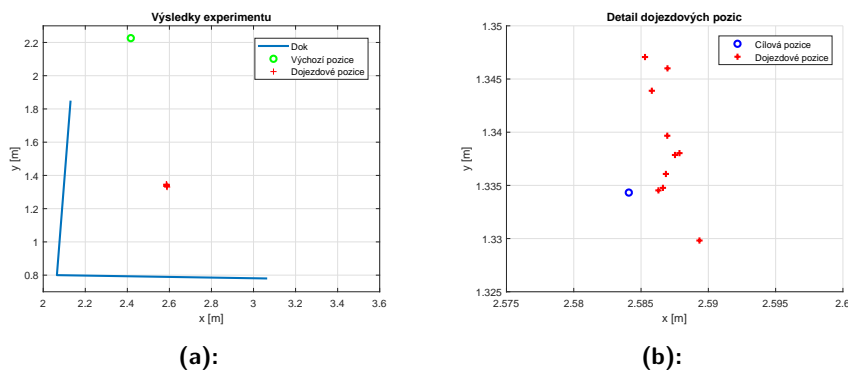 Výsledky experimentu
Dok
Výchozí pozice
Dojezdové pozice
2.2
2
1.8
1.6
1.4
1.2
1
0.8
y [m]
2
2.2
2.4
2.6
2.8
3
3.2
3.4
3.6
x [m]
(a):
Detail dojezdových pozic
Cílová pozice
Dojezdové pozice
1.35
1.345
1.34
1.335
1.33
1.325
y [m]
2.575
2.58
2.585
2.59
2.595
2.6
x [m]
(b):